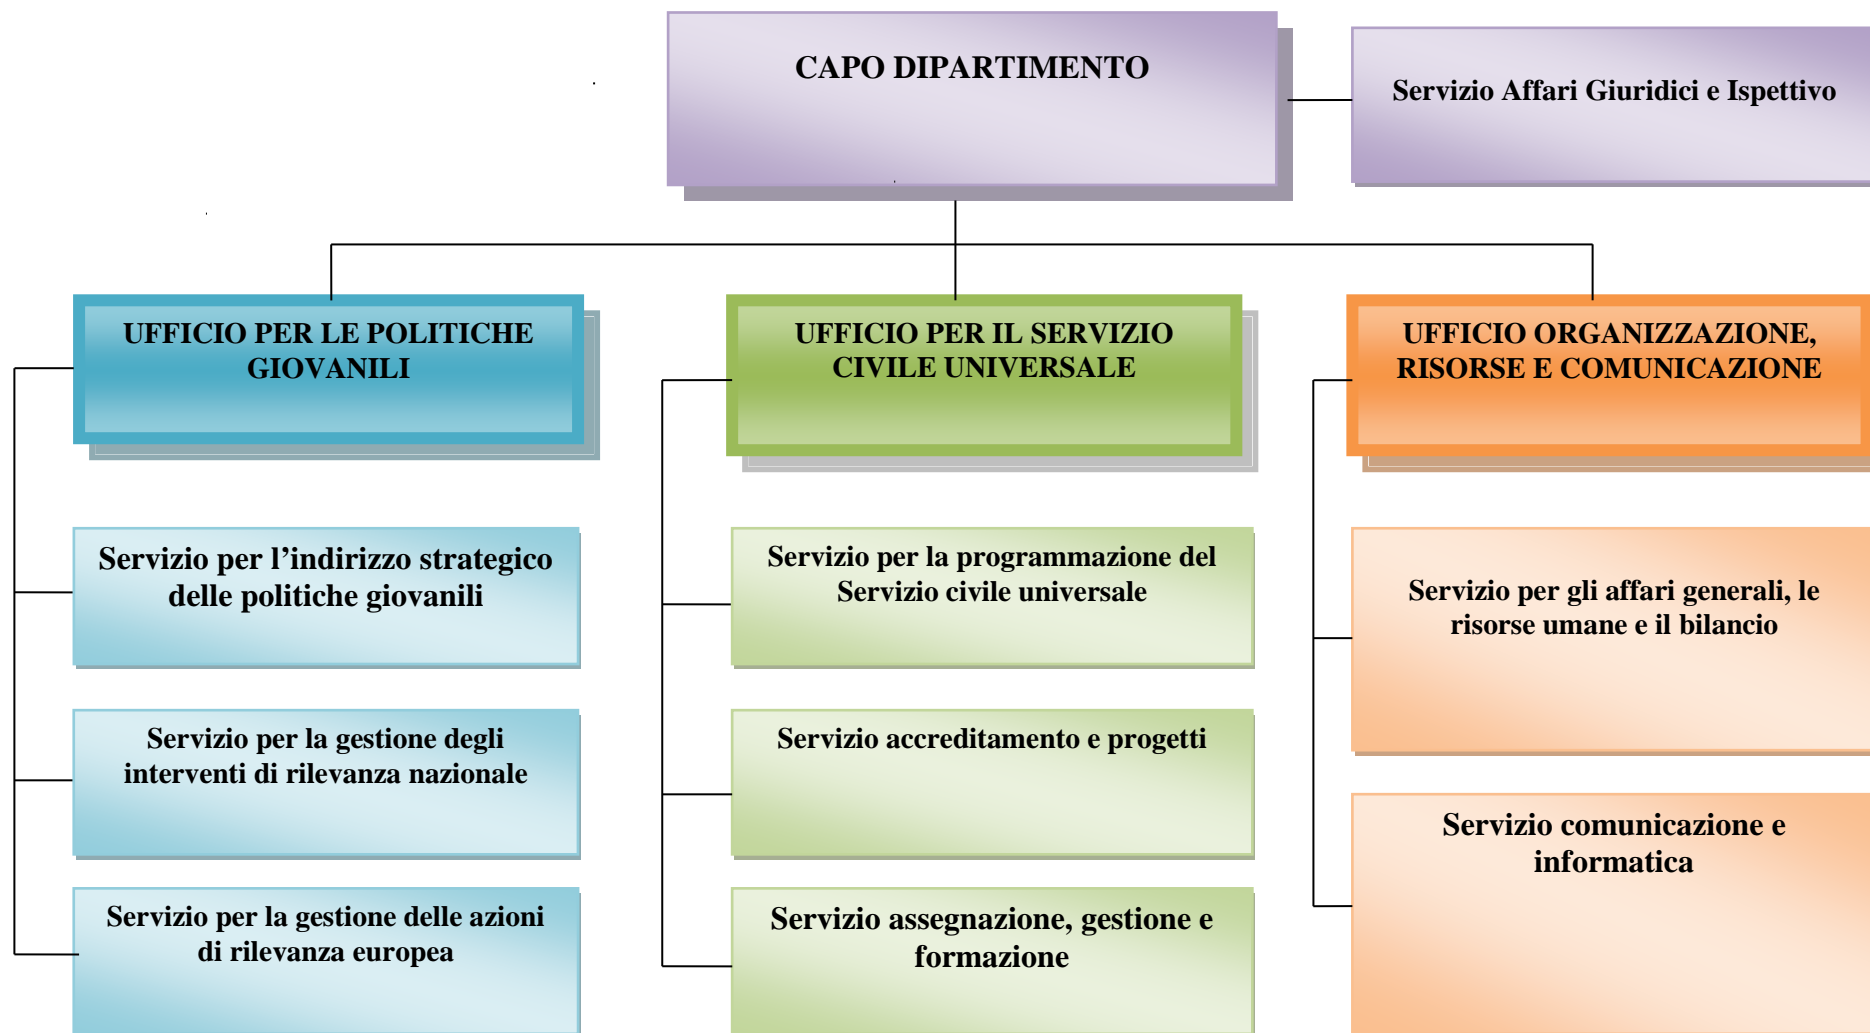 CAPO DIPARTIMENTO
Servizio Affari Giuridici e Ispettivo
UFFICIO PER LE POLITICHE
GIOVANILI
UFFICIO PER IL SERVIZIO
CIVILE UNIVERSALE
UFFICIO ORGANIZZAZIONE,
RISORSE E COMUNICAZIONE
Servizio per l’indirizzo strategico
delle politiche giovanili
Servizio per la programmazione del
Servizio civile universale
Servizio per gli affari generali, le
risorse umane e il bilancio
Servizio per la gestione degli
interventi di rilevanza nazionale
Servizio accreditamento e progetti
Servizio comunicazione e
informatica
Servizio per la gestione delle azioni
di rilevanza europea
Servizio assegnazione, gestione e
formazione